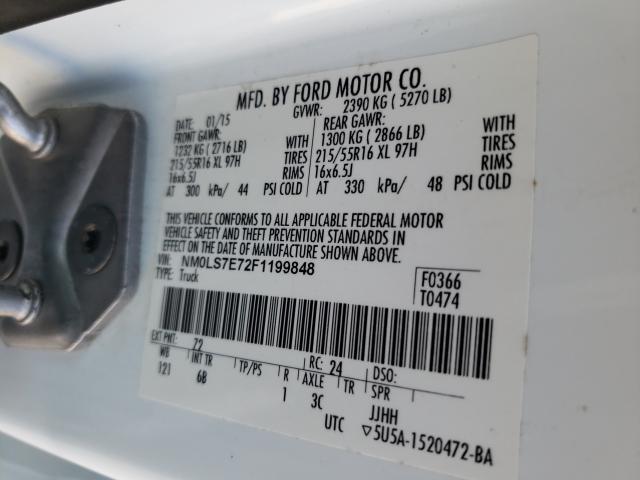 MFD. BY FORD MOTOR CO.
DATE: 01/15 GVWR: 2390 KG ( 5270 LB)
FRONT GAWR: REAR GAWR:
1232 KG ( 2716 LB) WITH 1300 KG ( 2866 LB) WITH
215/55R16 XL 97H TIRES 215/55R16 XL 97H TIRES
16x6.5J RIMS 16x6.5J RIMS
AT 300 kPa/ 44 PSI COLD AT 330 kPa/ 48 PSI COLD
THIS VEHICLE CONFORMS TO ALL APPLICABLE FEDERAL MOTOR
VEHICLE SAFETY AND THEFT PREVENTION STANDARDS IN
EFFECT ON THE DATE OF MANUFACTURE SHOWN ABOVE.
VIN: NM0LS7E72F1199848 F0366
TYPE: Truck T0474
EXT PNT: 72 RC: 24 DSO:
WB INT TR TP/PS R AXLE TR SPR
121 6B 1 3C JJHH
UTC ▽5U5A-1520472-BA